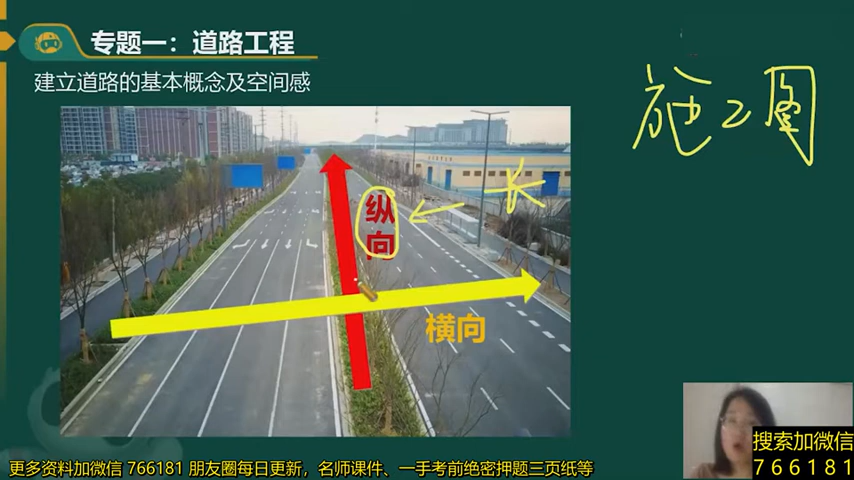 专题一：道路工程
建立道路的基本概念及空间感
施工图
长
纵
向
横向
搜索加微信
766181
更多资料加微信 766181 朋友圈每日更新，名师课件、一手考前绝密押题三页纸等